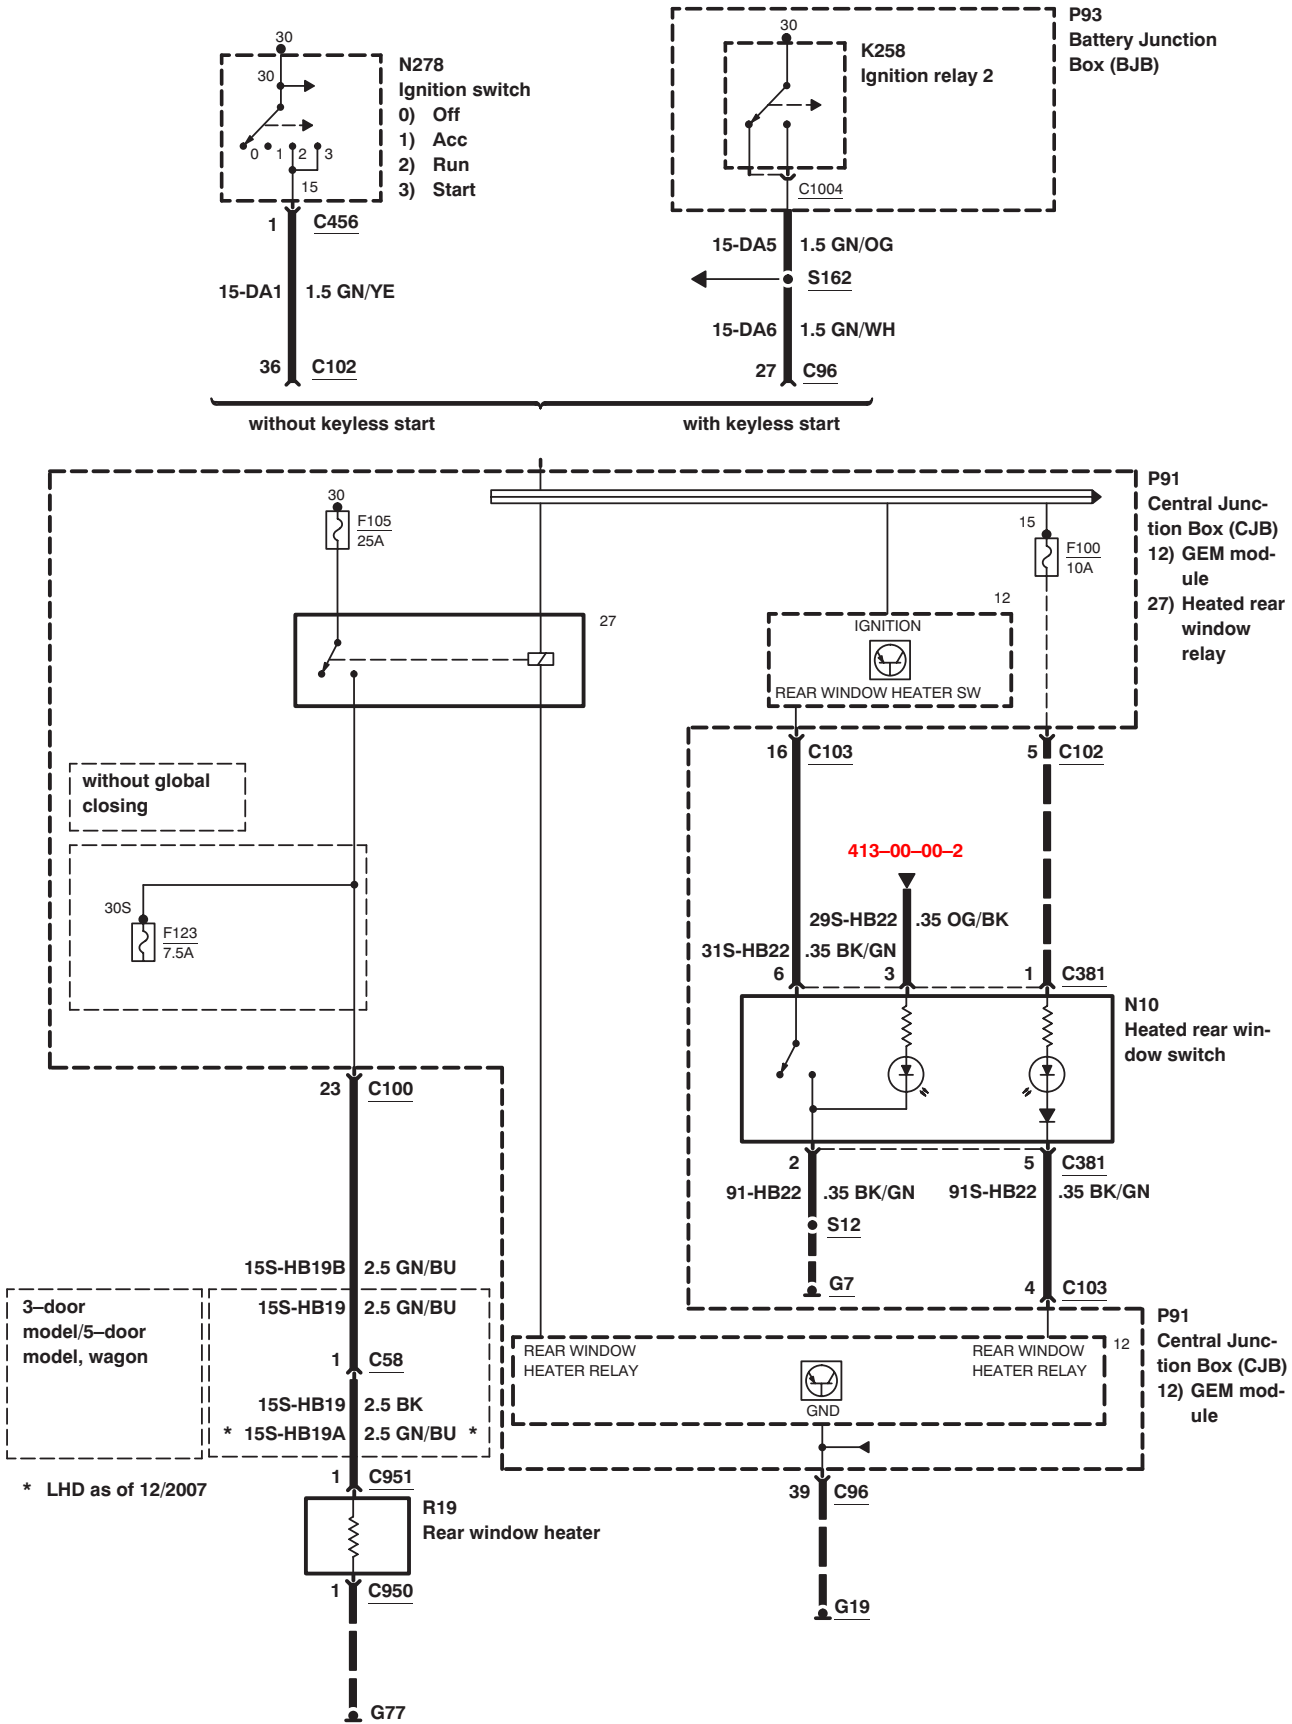 30
30
N278
Ignition switch
0) Off
1) Acc
2) Run
3) Start
0 1 2 3
15
1 C456
15-DA1 1.5 GN/YE
36 C102
P93
Battery Junction
Box (BJB)
30
K258
Ignition relay 2
C1004
15-DA5 1.5 GN/OG
S162
15-DA6 1.5 GN/WH
27 C96
without keyless start
with keyless start
P91
Central Junc-
tion Box (CJB)
12) GEM mod-
ule
27) Heated rear
window
relay
30
F105
25A
15
F100
10A
27
12
IGNITION
REAR WINDOW HEATER SW
16 C103
5 C102
without global
closing
30S
F123
7.5A
413–00–00–2
29S-HB22 .35 OG/BK
31S-HB22 .35 BK/GN
6 3 1 C381
N10
Heated rear win-
dow switch
23 C100
2 5 C381
91-HB22 .35 BK/GN
91S-HB22 .35 BK/GN
S12
G7
4 C103
15S-HB19B 2.5 GN/BU
3–door
model/5–door
model, wagon
15S-HB19 2.5 GN/BU
1 C58
15S-HB19 2.5 BK
* 15S-HB19A 2.5 GN/BU *
P91
Central Junc-
tion Box (CJB)
12) GEM mod-
ule
REAR WINDOW
HEATER RELAY
REAR WINDOW
HEATER RELAY
12
GND
1 C951
* LHD as of 12/2007
39 C96
R19
Rear window heater
1 C950
G19
G77